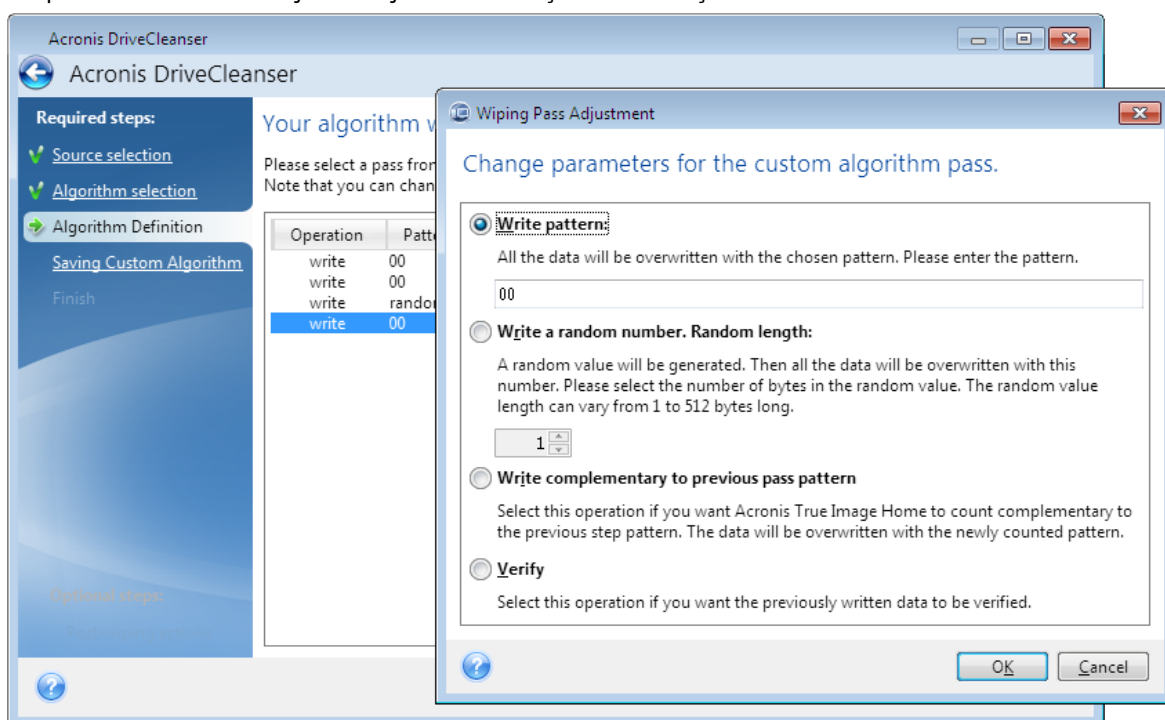 Acronis DriveCleanser
Acronis DriveCleanser
Required steps:
Source selection
Algorithm selection
Algorithm Definition
Saving Custom Algorithm
Finish
Optional steps:
Your algorithm
Please select a pass
Note that you can
Operation
write 00
write 00
write
write 00
Wiping Pass Adjustment
Change parameters for the custom algorithm pass.
Write pattern:
All the data will be overwritten with the chosen pattern. Please enter the pattern.
00
Write a random number. Random length:
A random value will be generated. Then all the data will be overwritten with this
number. Please select the number of bytes in the random value. The random value
length can vary from 1 to 512 bytes long.
1
Write complementary to previous pass pattern
Select this operation if you want Acronis True Image Home to count complementary to
the previous step pattern. The data will be overwritten with the newly counted pattern.
Verify
Select this operation if you want the previously written data to be verified.
OK Cancel